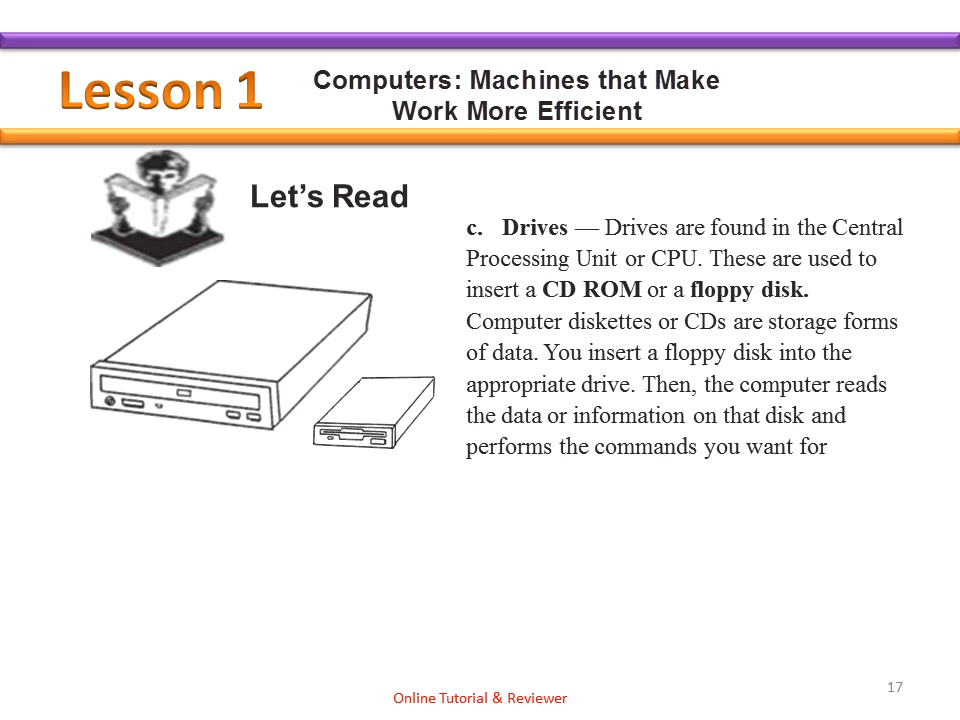 Lesson 1
Computers: Machines that Make
Work More Efficient
Let’s Read
c. Drives — Drives are found in the Central
Processing Unit or CPU. These are used to
insert a CD ROM or a floppy disk.
Computer diskettes or CDs are storage forms
of data. You insert a floppy disk into the
appropriate drive. Then, the computer reads
the data or information on that disk and
performs the commands you want for
Online Tutorial & Reviewer
17